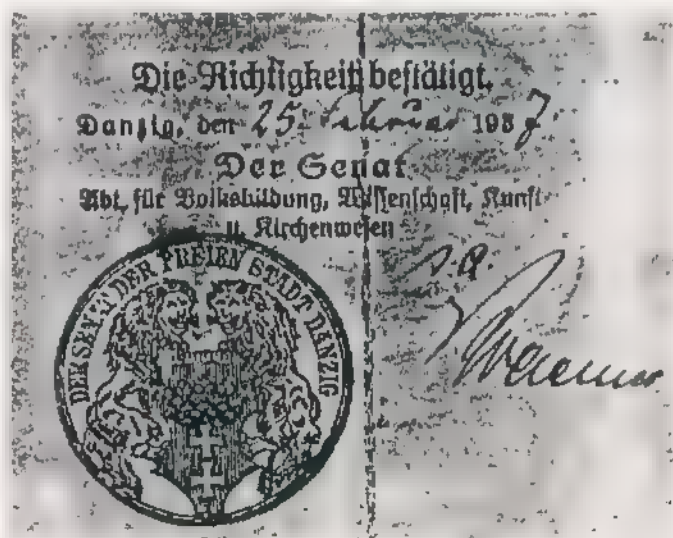 Die Richtigkeit bestätigt.
Danzig, den 25. Februar 1937
Der Senat
Abt. für Volksbildung, Wissenschaft, Kunst
u. Kirchenwesen
DER SENAT DER FREIEN STADT DANZIG